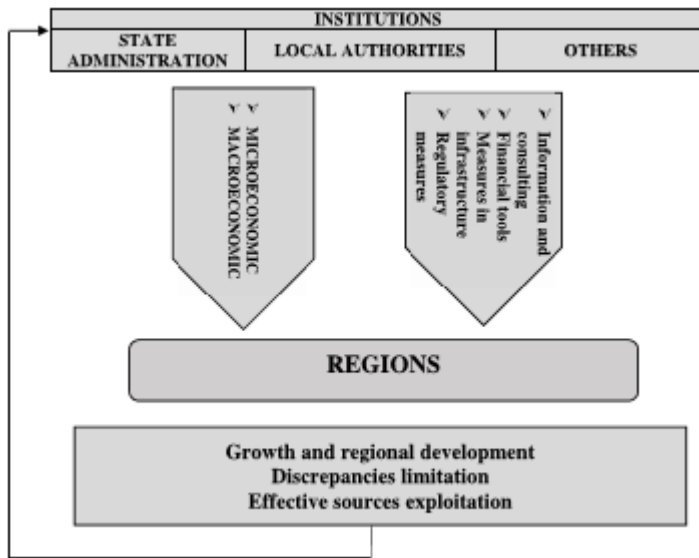 INSTITUTIONS
STATE
ADMINISTRATION
LOCAL AUTHORITIES
OTHERS
MICROECONOMIC
MACROECONOMIC
Information and
consulting
Financial tools
Measures in
infrastructure
Regulatory
measures
REGIONS
Growth and regional development
Discrepancies limitation
Effective sources exploitation